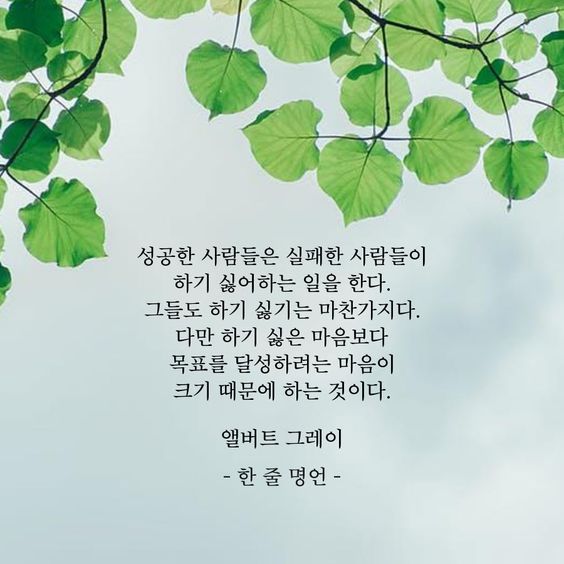 성공한 사람들은 실패한 사람들이
하기 싫어하는 일을 한다.
그들도 하기 싫기는 마찬가지다.
다만 하기 싫은 마음보다
목표를 달성하려는 마음이
크기 때문에 하는 것이다.
앨버트 그레이
- 한 줄 명언 -